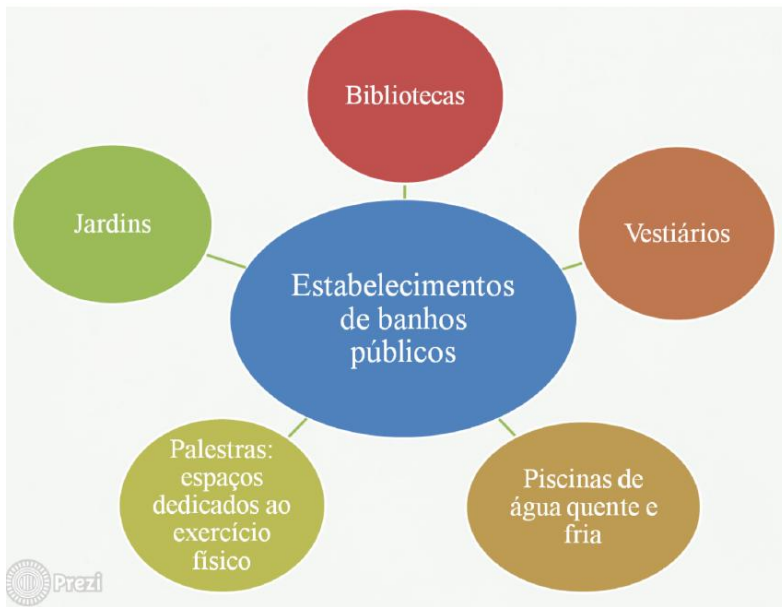 Bibliotecas
Jardins
Vestiários
Estabelecimentos
de banhos
públicos
Palestras:
espaços
dedicados ao
exercício
físico
Piscinas de
água quente e
fria
Prezi